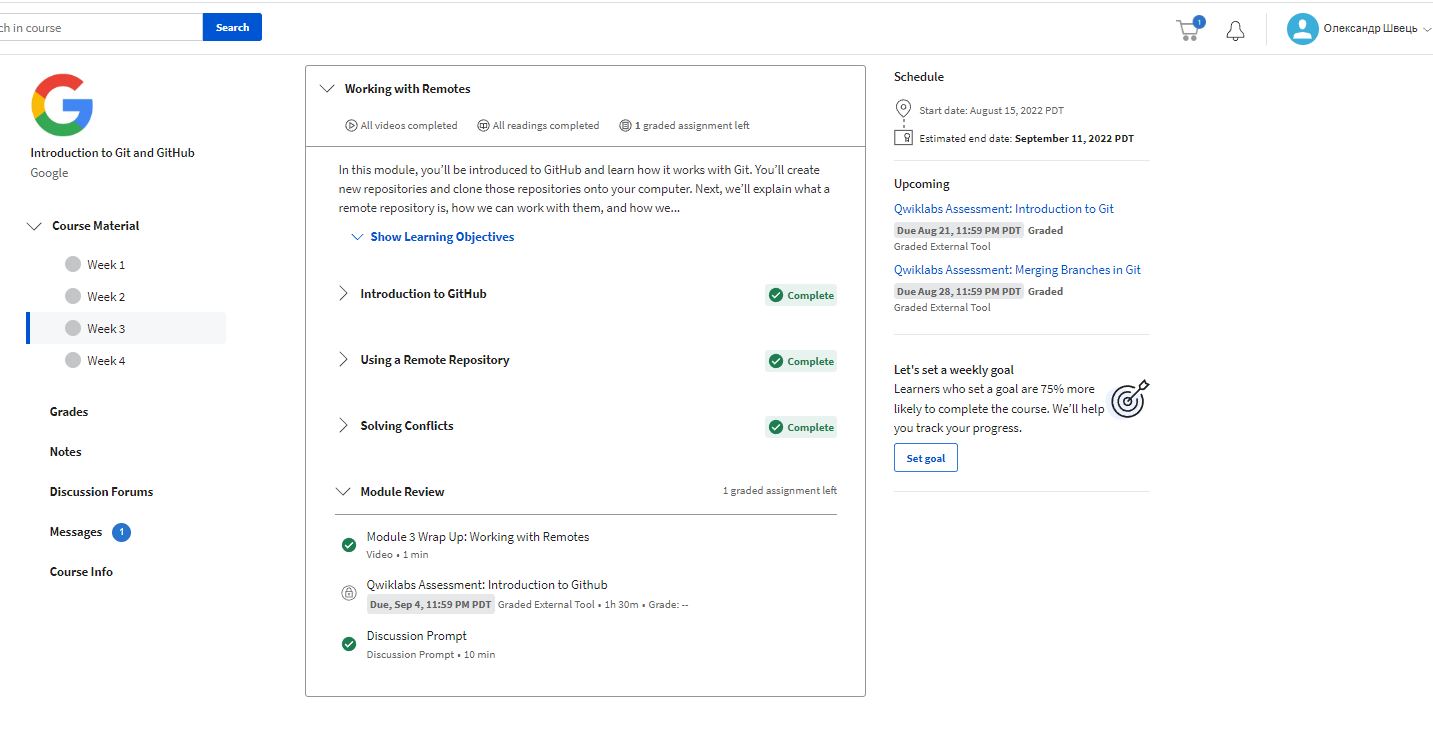 ch in course
Search
1
Олександр Швець
Introduction to Git and GitHub
Google
Course Material
Week 1
Week 2
Week 3
Week 4
Grades
Notes
Discussion Forums
Messages 1
Course Info
Working with Remotes
All videos completed All readings completed 1 graded assignment left
In this module, you’ll be introduced to GitHub and learn how it works with Git. You’ll create
new repositories and clone those repositories onto your computer. Next, we’ll explain what a
remote repository is, how we can work with them, and how we...
Show Learning Objectives
Introduction to GitHub Complete
Using a Remote Repository Complete
Solving Conflicts Complete
Module Review 1 graded assignment left
Module 3 Wrap Up: Working with Remotes
Video • 1 min
Qwiklabs Assessment: Introduction to Github
Due, Sep 4, 11:59 PM PDT Graded External Tool • 1h 30m • Grade: --
Discussion Prompt
Discussion Prompt • 10 min
Schedule
Start date: August 15, 2022 PDT
Estimated end date: September 11, 2022 PDT
Upcoming
Qwiklabs Assessment: Introduction to Git
Due Aug 21, 11:59 PM PDT Graded
Graded External Tool
Qwiklabs Assessment: Merging Branches in Git
Due Aug 28, 11:59 PM PDT Graded
Graded External Tool
Let's set a weekly goal
Learners who set a goal are 75% more
likely to complete the course. We’ll help
you track your progress.
Set goal